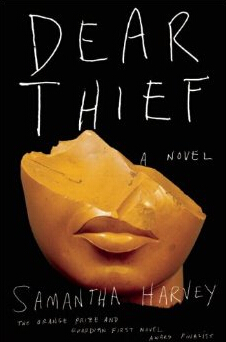 DEAR
THIEF
A NOVEL
SAMANTHA HARVEY
THE ORANGE PRIZE AND
GUARDIAN FIRST NOVEL
AWARD FINALIST